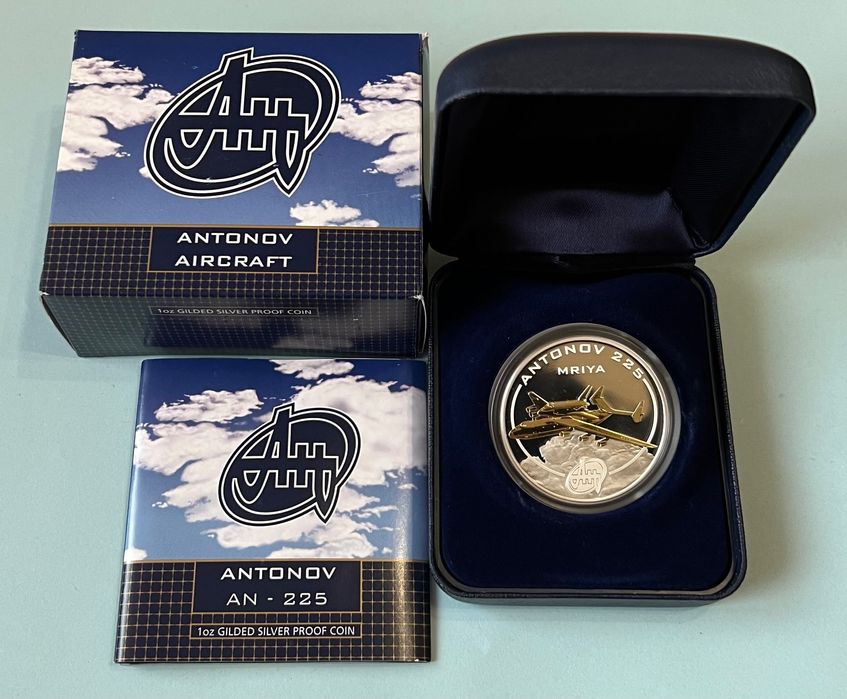 ANTONOV
AIRCRAFT
1oz GILDED SILVER PROOF COIN
ANTONOV 225
MRIYA
ANTONOV
AN - 225
1oz GILDED SILVER PROOF COIN